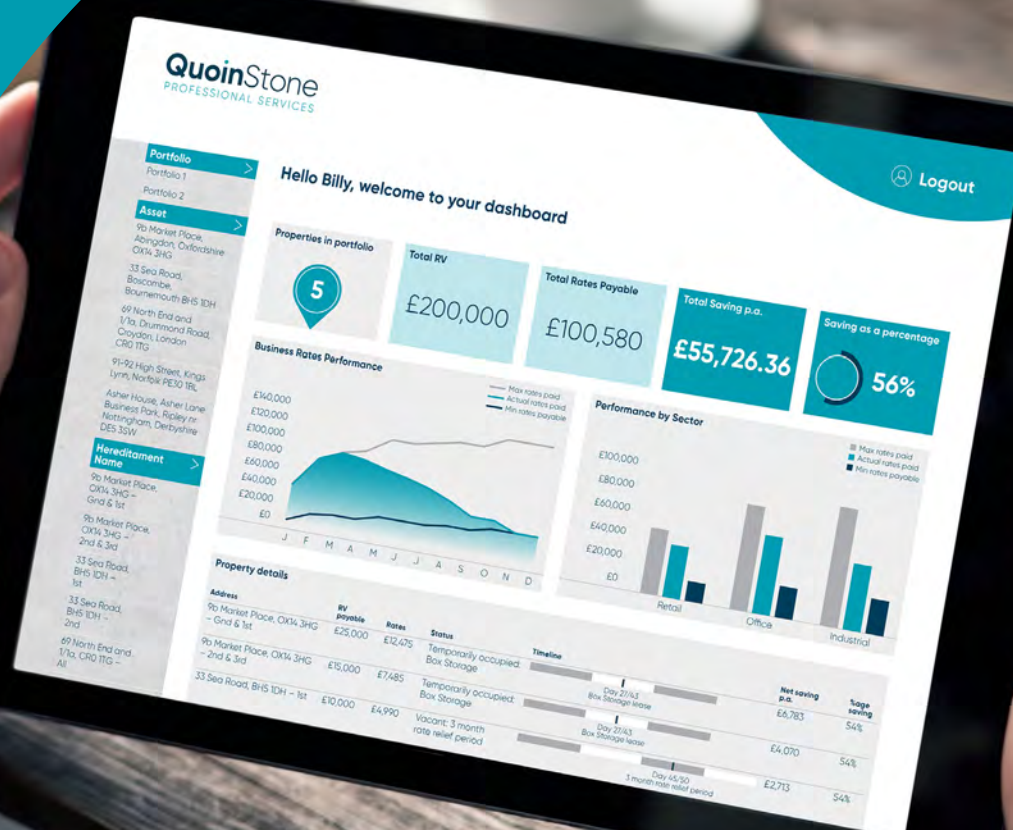 QuoinStone
PROFESSIONAL SERVICES
Logout
Portfolio
Portfolio 1
Portfolio 2
Asset
9b Market Place,
Abingdon, Oxfordshire
OX14 3HG
33 Sea Road,
Boscombe,
Bournemouth BH5 1DH
69 North End and
1/1a, Drummond Road,
Croydon, London
CR0 1TG
91-92 High Street, Kings
Lynn, Norfolk PE30 1BL
Asher House, Asher Lane
Business Park, Ripley nr.
Nottingham, Derbyshire
DE5 3SW
Hereditament
Name
9b Market Place,
OX14 3HG –
Gnd & 1st
9b Market Place,
OX14 3HG –
2nd & 3rd
33 Sea Road,
BH5 1DH –
1st
33 Sea Road,
BH5 1DH –
2nd
69 North End and
1/1a, CR0 1TG –
All
Hello Billy, welcome to your dashboard
Properties in portfolio
5
Total RV
£200,000
Total Rates Payable
£100,580
Total Saving p.a.
£55,726.36
Saving as a percentage
56%
Business Rates Performance
Max rates paid
Actual rates paid
Min rates payable
£140,000
£120,000
£100,000
£80,000
£60,000
£40,000
£20,000
£0
J F M A M J J A S O N D
Performance by Sector
Max rates paid
Actual rates paid
Min rates payable
£100,000
£80,000
£60,000
£40,000
£20,000
£0
Retail Office Industrial
Property details
Address RV payable Rates Status Timeline Net saving p.a. %age saving
9b Market Place, OX14 3HG – Gnd & 1st £25,000 £12,475 Temporarily occupied: Box Storage Day 27/43 Box Storage lease £6,783 54%
9b Market Place, OX14 3HG – 2nd & 3rd £15,000 £7,485 Temporarily occupied: Box Storage Day 27/43 Box Storage lease £4,070 54%
33 Sea Road, BH5 1DH – 1st £10,000 £4,990 Vacant: 3 month rate relief period Day 45/50 3 month rate relief period £2,713 54%